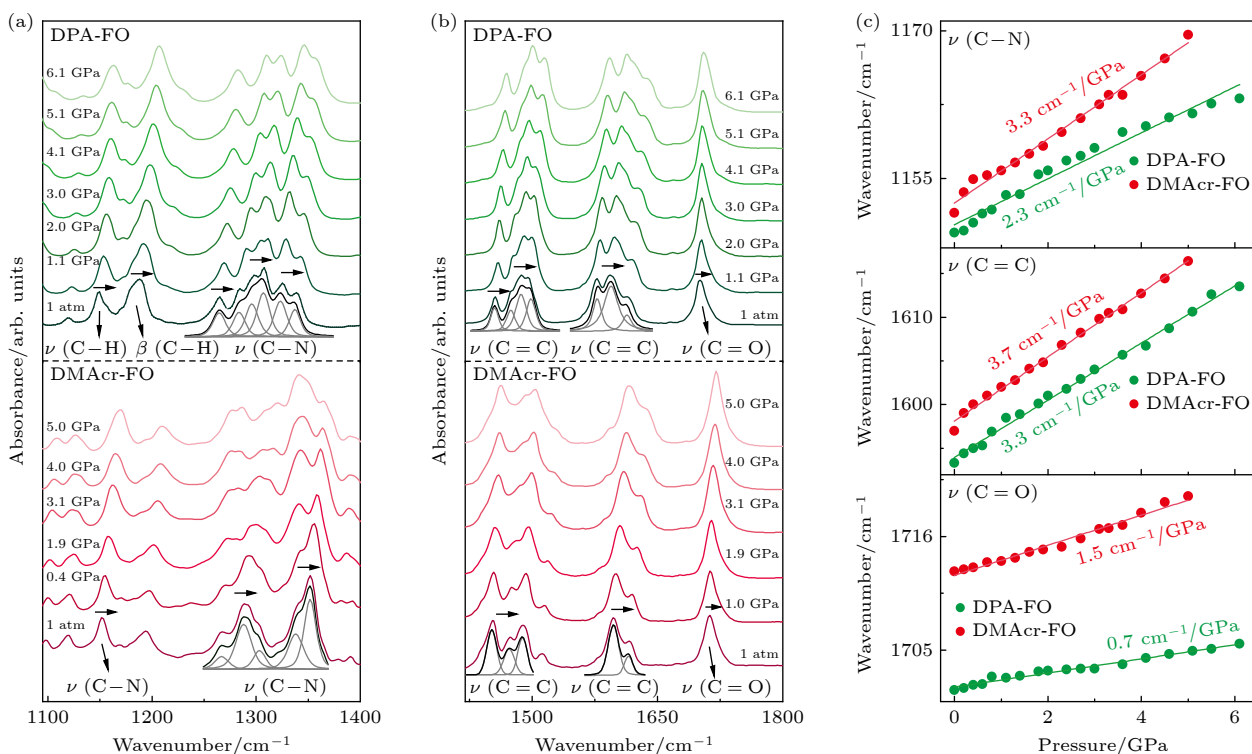 (a)
DPA-FO
6.1 GPa
5.1 GPa
4.1 GPa
3.0 GPa
2.0 GPa
1.1 GPa
1 atm
ν (C−H) β (C−H) ν (C−N)
DMAcr-FO
5.0 GPa
4.0 GPa
3.1 GPa
1.9 GPa
0.4 GPa
1 atm
ν (C−N) ν (C−N)
1100 1200 1300 1400
Wavenumber/cm−1
Absorbance/arb. units
(b)
DPA-FO
6.1 GPa
5.1 GPa
4.1 GPa
3.0 GPa
2.0 GPa
1.1 GPa
1 atm
ν (C=C) ν (C=C) ν (C=O)
DMAcr-FO
5.0 GPa
4.0 GPa
3.1 GPa
1.9 GPa
1.0 GPa
1 atm
ν (C=C) ν (C=C) ν (C=O)
1500 1650 1800
Wavenumber/cm−1
Absorbance/arb. units
(c)
1170
ν (C−N)
3.3 cm−1/GPa
DPA-FO
DMAcr-FO
1155
2.3 cm−1/GPa
Wavenumber/cm−1
ν (C=C)
1610
3.7 cm−1/GPa
DPA-FO
DMAcr-FO
1600
3.3 cm−1/GPa
Wavenumber/cm−1
ν (C=O)
1716
1.5 cm−1/GPa
DPA-FO
DMAcr-FO
0.7 cm−1/GPa
1705
Wavenumber/cm−1
0 2 4 6
Pressure/GPa